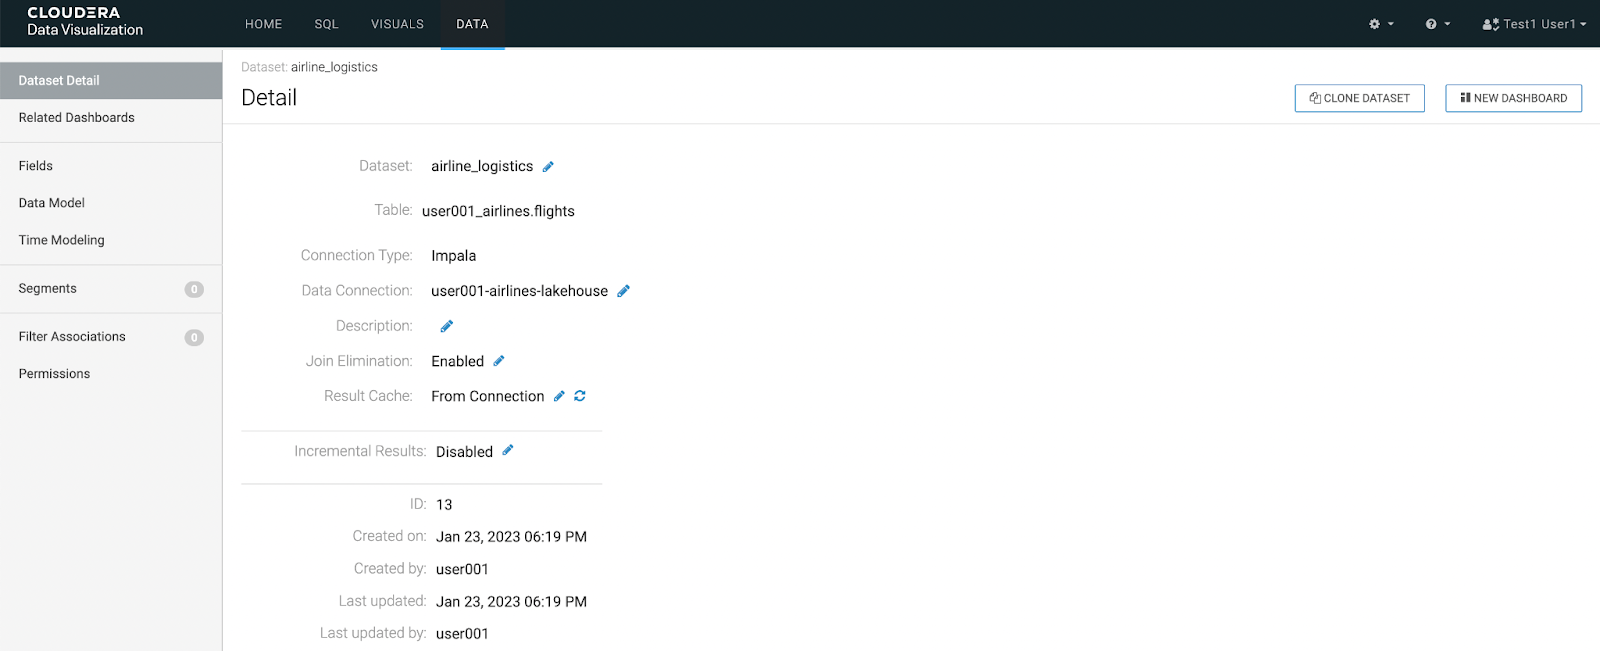 CLOUDERA
Data Visualization
HOME SQL VISUALS DATA
Test1 User1
Dataset Detail
Related Dashboards
Fields
Data Model
Time Modeling
Segments 0
Filter Associations 0
Permissions
Dataset: airline_logistics
Detail
CLONE DATASET NEW DASHBOARD
Dataset: airline_logistics
Table: user001_airlines.flights
Connection Type: Impala
Data Connection: user001-airlines-lakehouse
Description:
Join Elimination: Enabled
Result Cache: From Connection
Incremental Results: Disabled
ID: 13
Created on: Jan 23, 2023 06:19 PM
Created by: user001
Last updated: Jan 23, 2023 06:19 PM
Last updated by: user001